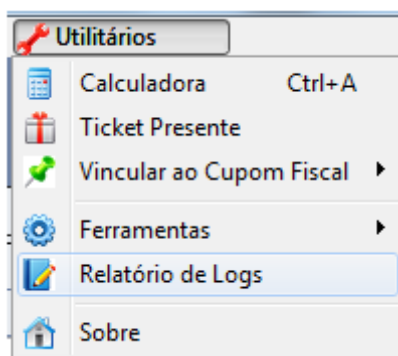 Utilitários
Calculadora Ctrl+A
Ticket Presente
Vincular ao Cupom Fiscal
Ferramentas
Relatório de Logs
Sobre